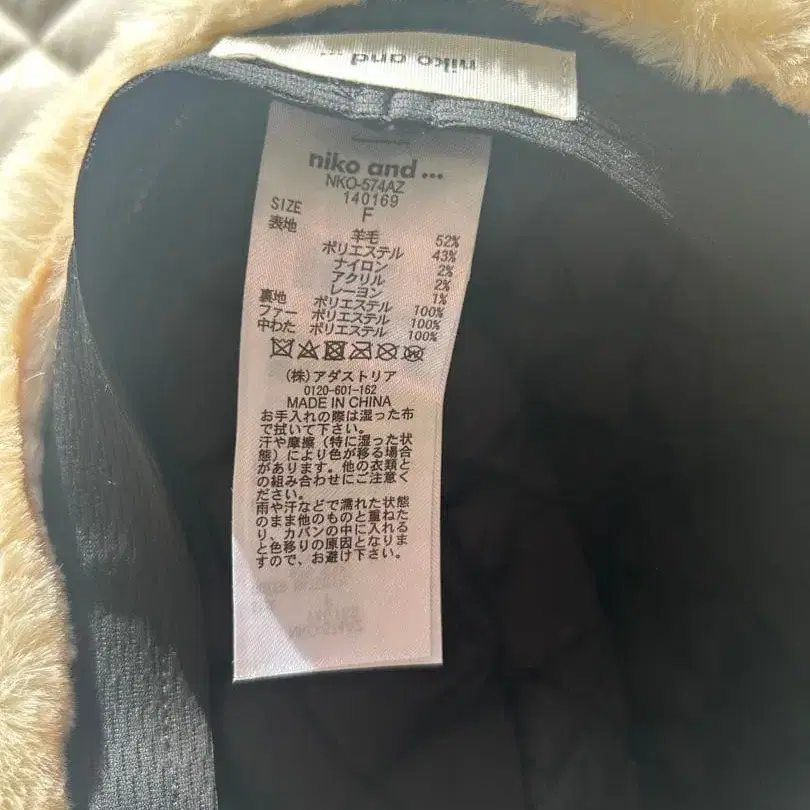 niko and ...
niko and ...
NKO-574AZ
140169
SIZE F
表地
羊毛 52%
ポリエステル 43%
ナイロン 2%
アクリル 2%
レーヨン 1%
裏地 ポリエステル 100%
ファー ポリエステル 100%
中わた ポリエステル 100%
(株)アダストリア
0120-601-162
MADE IN CHINA
お手入れの際は湿った布
で拭いて下さい。
汗や摩擦(特に湿った状
態)により色が移る場合
があります。他の衣類と
の組み合わせにご注意く
ださい。
雨や汗などで濡れた状態
のまま他のものと重ねた
り、カバンの中に入れる
と色移りの原因となりま
すので、お避け下さい。